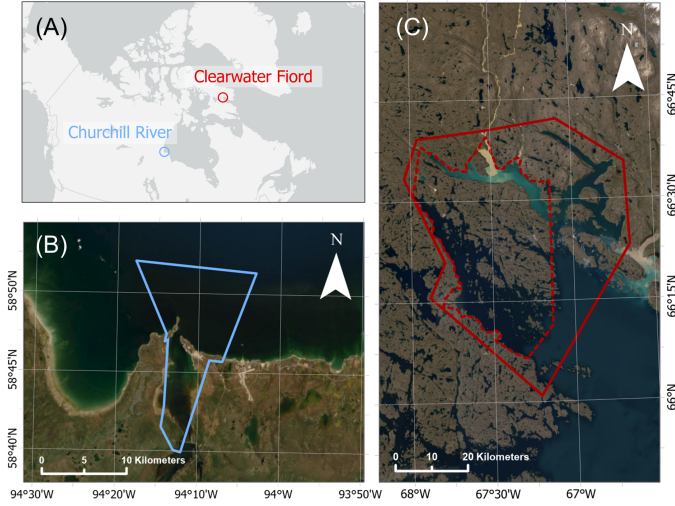 (A)
Clearwater Fiord
Churchill River
(B)
N
58°50'N
58°45'N
58°40'N
0 5 10 Kilometers
94°30'W 94°20'W 94°10'W 94°W 93°50'W
(C)
N
66°45'N
66°30'N
66°15'N
66°N
0 10 20 Kilometers
68°W 67°30'W 67°W